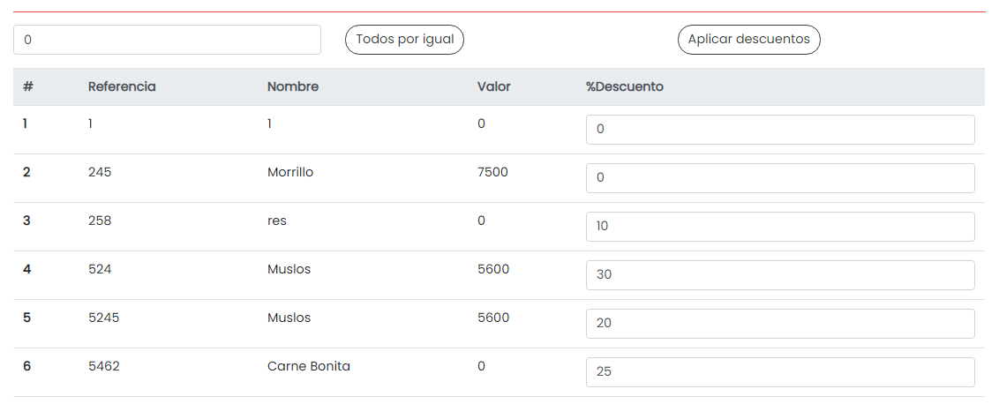 0 Todos por igual Aplicar descuentos
# Referencia Nombre Valor %Descuento
1 1 1 0 0
2 245 Morrillo 7500 0
3 258 res 0 10
4 524 Muslos 5600 30
5 5245 Muslos 5600 20
6 5462 Carne Bonita 0 25